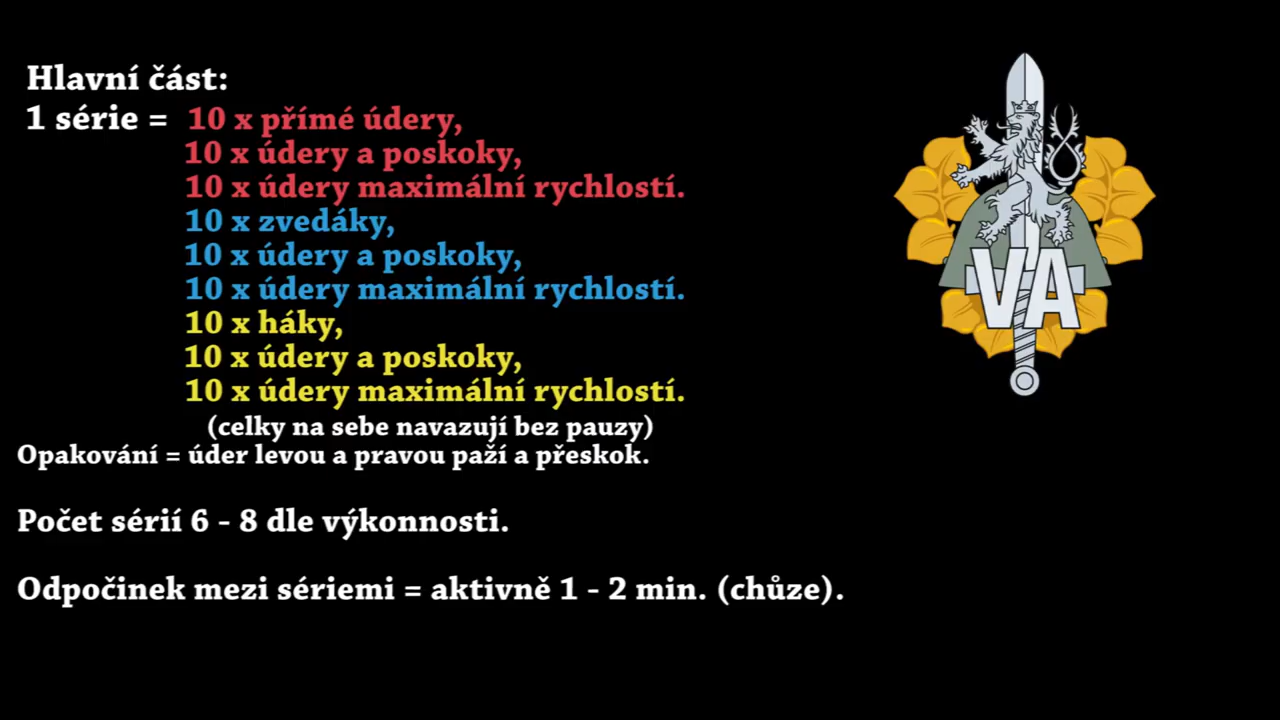 Hlavní část:
1 série = 10 x přímé údery,
10 x údery a poskoky,
10 x údery maximální rychlostí.
10 x zvedáky,
10 x údery a poskoky,
10 x údery maximální rychlostí.
10 x háky,
10 x údery a poskoky,
10 x údery maximální rychlostí.
(celky na sebe navazují bez pauzy)
Opakování = úder levou a pravou paží a přeskok.
Počet sérií 6 - 8 dle výkonnosti.
Odpočinek mezi sériemi = aktivně 1 - 2 min. (chůze).
VA